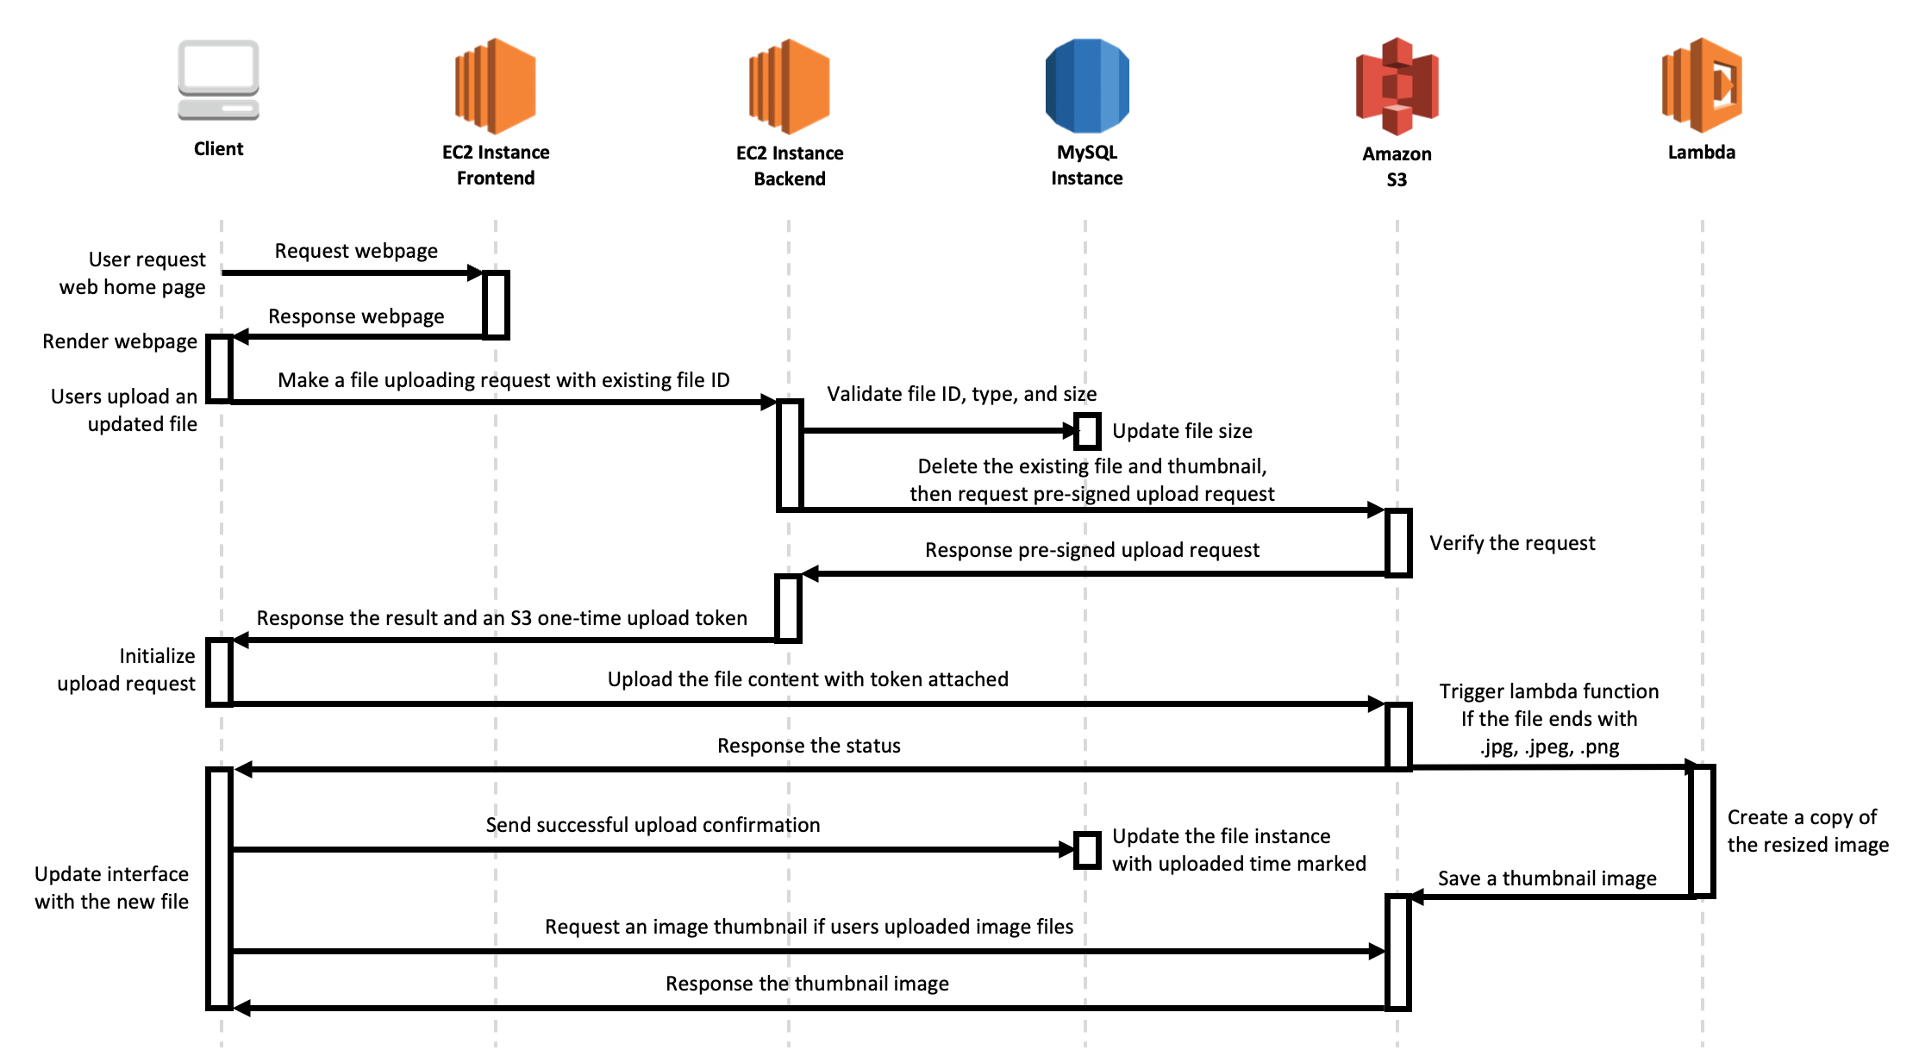 Client
EC2 Instance
Frontend
EC2 Instance
Backend
MySQL
Instance
Amazon
S3
Lambda
User request
web home page
Request webpage
Response webpage
Render webpage
Users upload an
updated file
Make a file uploading request with existing file ID
Validate file ID, type, and size
Update file size
Delete the existing file and thumbnail,
then request pre-signed upload request
Verify the request
Response pre-signed upload request
Response the result and an S3 one-time upload token
Initialize
upload request
Upload the file content with token attached
Trigger lambda function
If the file ends with
.jpg, .jpeg, .png
Response the status
Send successful upload confirmation
Update the file instance
with uploaded time marked
Create a copy of
the resized image
Update interface
with the new file
Save a thumbnail image
Request an image thumbnail if users uploaded image files
Response the thumbnail image